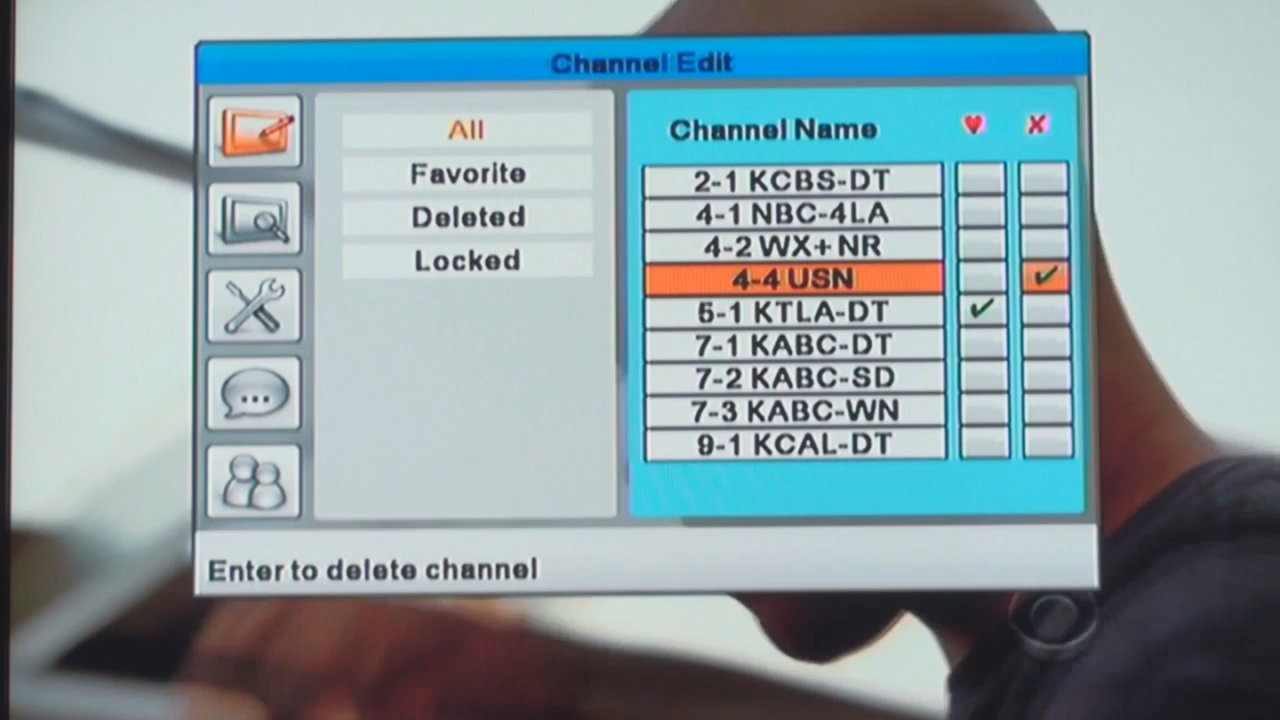 Channel Edit
All
Favorite
Deleted
Locked
Channel Name
2-1 KCBS-DT
4-1 NBC-4LA
4-2 WX+NR
4-4 USN
5-1 KTLA-DT
7-1 KABC-DT
7-2 KABC-SD
7-3 KABC-WN
9-1 KCAL-DT
Enter to delete channel